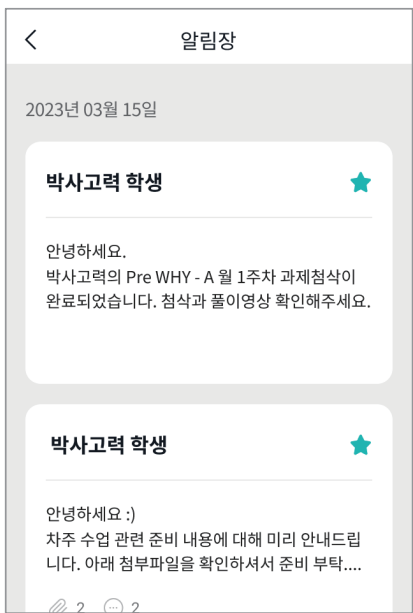 알림장
2023년 03월 15일
박사고력 학생
안녕하세요.
박사고력의 Pre WHY - A 월 1주차 과제첨삭이
완료되었습니다. 첨삭과 풀이영상 확인해주세요.
박사고력 학생
안녕하세요 :)
차주 수업 관련 준비 내용에 대해 미리 안내드립
니다. 아래 첨부파일을 확인하셔서 준비 부탁....
2 2